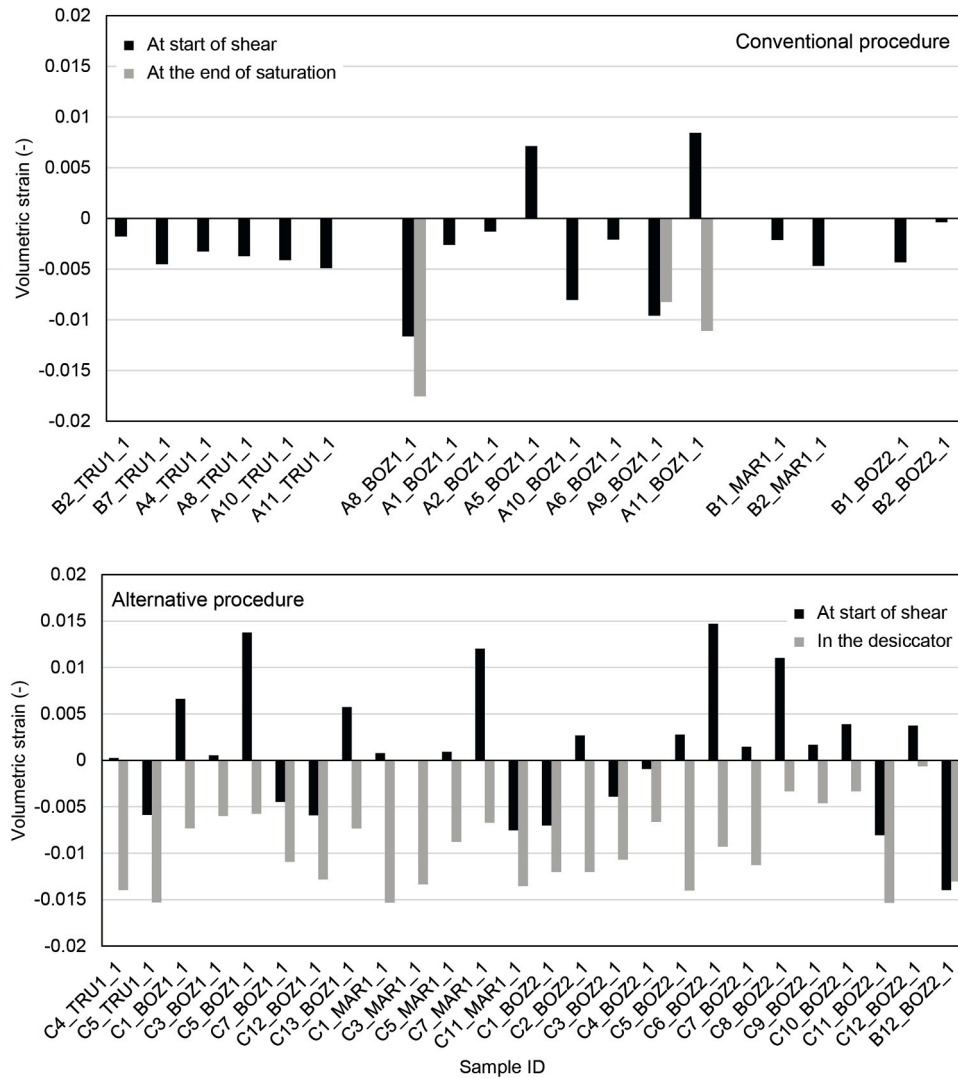 0.02
0.015
0.01
0.005
0
-0.005
-0.01
-0.015
-0.02
Volumetric strain (-)
At start of shear
At the end of saturation
Conventional procedure
B2_TRU1_1
B7_TRU1_1
A4_TRU1_1
A8_TRU1_1
A10_TRU1_1
A11_TRU1_1
A8_BOZ1_1
A1_BOZ1_1
A2_BOZ1_1
A5_BOZ1_1
A10_BOZ1_1
A6_BOZ1_1
A9_BOZ1_1
A11_BOZ1_1
B1_MAR1_1
B2_MAR1_1
B1_BOZ2_1
B2_BOZ2_1
0.02
0.015
0.01
0.005
0
-0.005
-0.01
-0.015
-0.02
Volumetric strain (-)
Alternative procedure
At start of shear
In the desiccator
C4_TRU1_1
C5_TRU1_1
C1_BOZ1_1
C3_BOZ1_1
C5_BOZ1_1
C7_BOZ1_1
C12_BOZ1_1
C13_BOZ1_1
C1_MAR1_1
C3_MAR1_1
C5_MAR1_1
C7_MAR1_1
C11_MAR1_1
C1_BOZ2_1
C2_BOZ2_1
C3_BOZ2_1
C4_BOZ2_1
C5_BOZ2_1
C6_BOZ2_1
C7_BOZ2_1
C8_BOZ2_1
C9_BOZ2_1
C10_BOZ2_1
C11_BOZ2_1
C12_BOZ2_1
B12_BOZ2_1
Sample ID